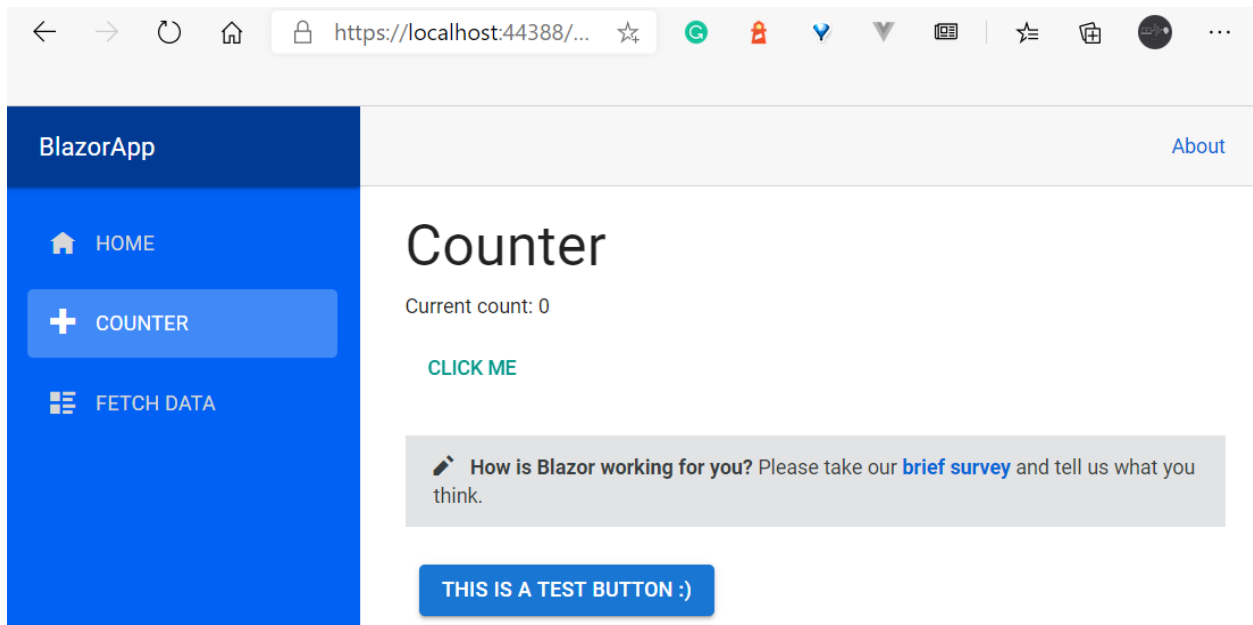 https://localhost:44388/...
BlazorApp
About
HOME
COUNTER
FETCH DATA
Counter
Current count: 0
CLICK ME
How is Blazor working for you? Please take our brief survey and tell us what you
think.
THIS IS A TEST BUTTON :)